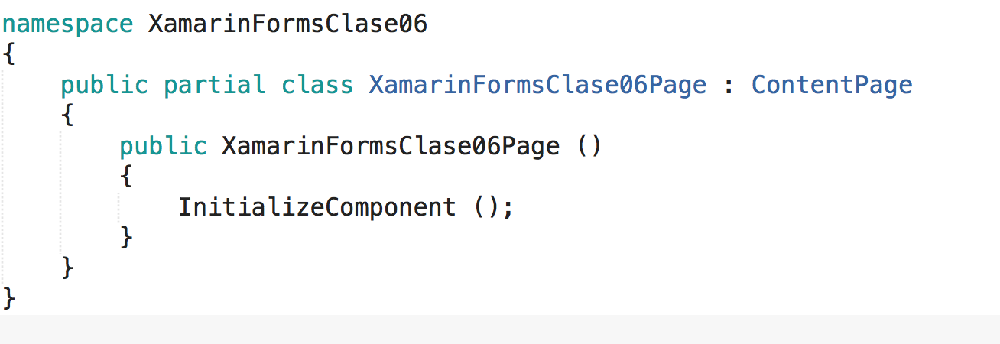 namespace XamarinFormsClase06
{
    public partial class XamarinFormsClase06Page : ContentPage
    {
        public XamarinFormsClase06Page ()
        {
            InitializeComponent ();
        }
    }
}